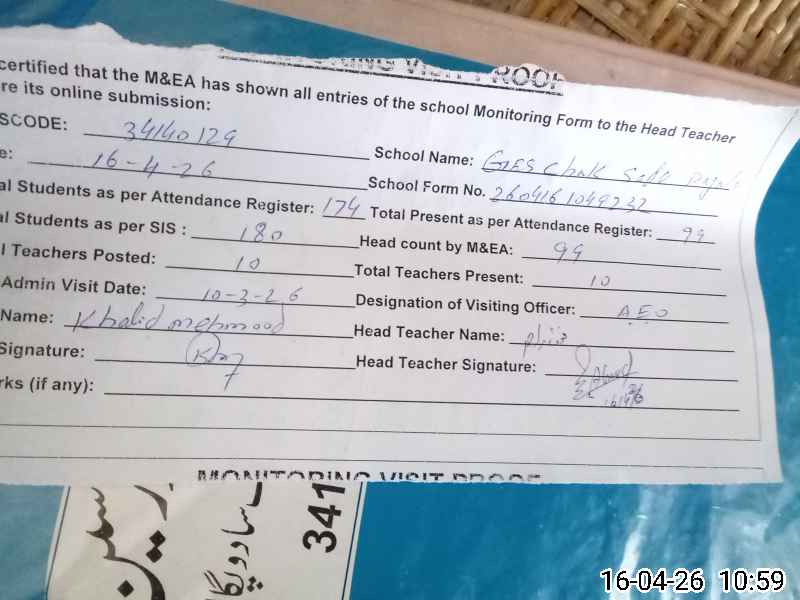 MONITORING VISIT PROOF
certified that the M&EA has shown all entries of the school Monitoring Form to the Head Teacher
re its online submission:
SCODE: 34140129 School Name: GES Chak
e: 16-4-26 School Form No. 2604161049232
al Students as per Attendance Register: 174 Total Present as per Attendance Register: 99
al Students as per SIS : 180 Head count by M&EA: 99
l Teachers Posted: 10 Total Teachers Present: 10
Admin Visit Date: 10-3-26 Designation of Visiting Officer: AEO
Name: Khalid mehmood Head Teacher Name:
Signature: Head Teacher Signature:
rks (if any):
MONITORING VISIT PROOF
341
16-04-26 10:59